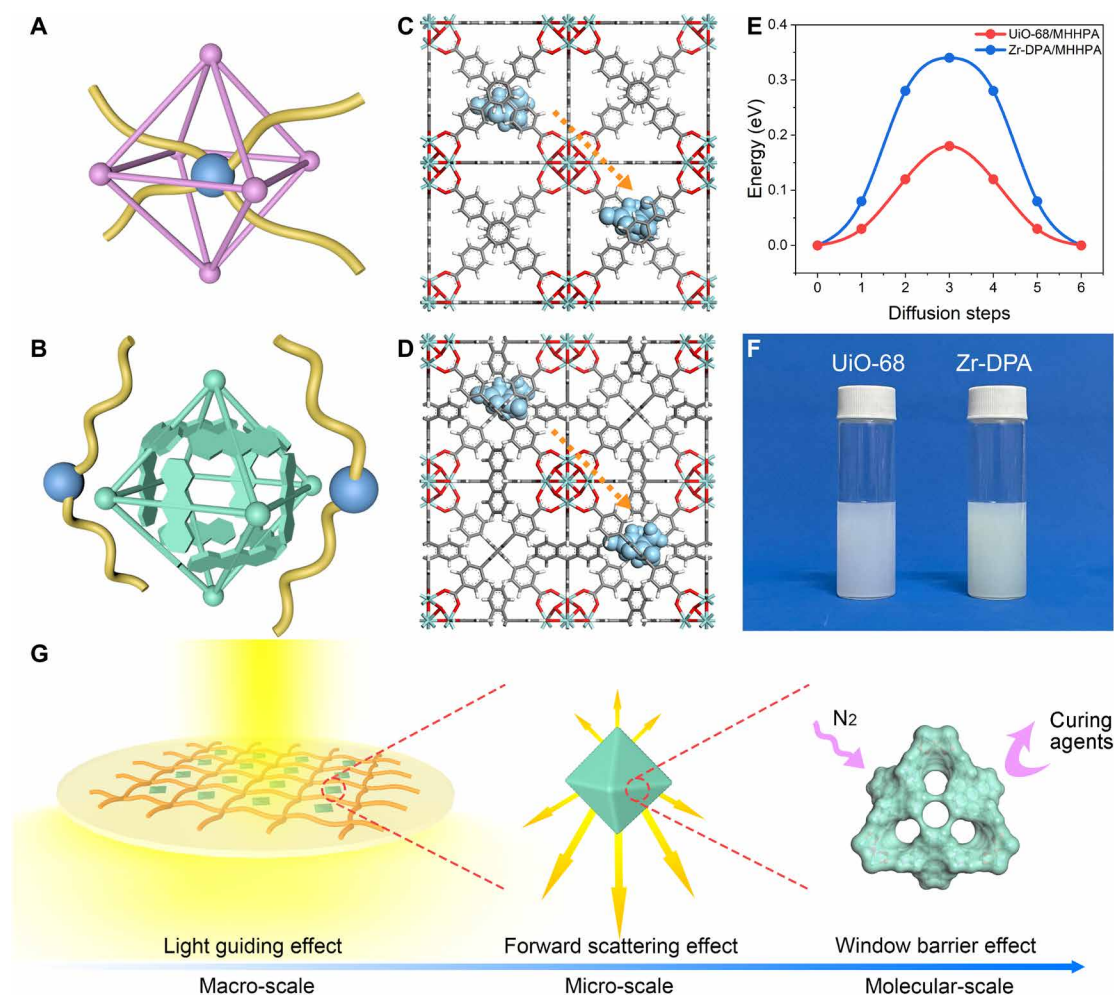 A
B
C
D
E
UiO-68/MHHPA
Zr-DPA/MHHPA
Energy (eV)
0.4
0.3
0.2
0.1
0.0
0 1 2 3 4 5 6
Diffusion steps
F
UiO-68 Zr-DPA
G
N2
Curing
agents
Light guiding effect Forward scattering effect Window barrier effect
Macro-scale Micro-scale Molecular-scale